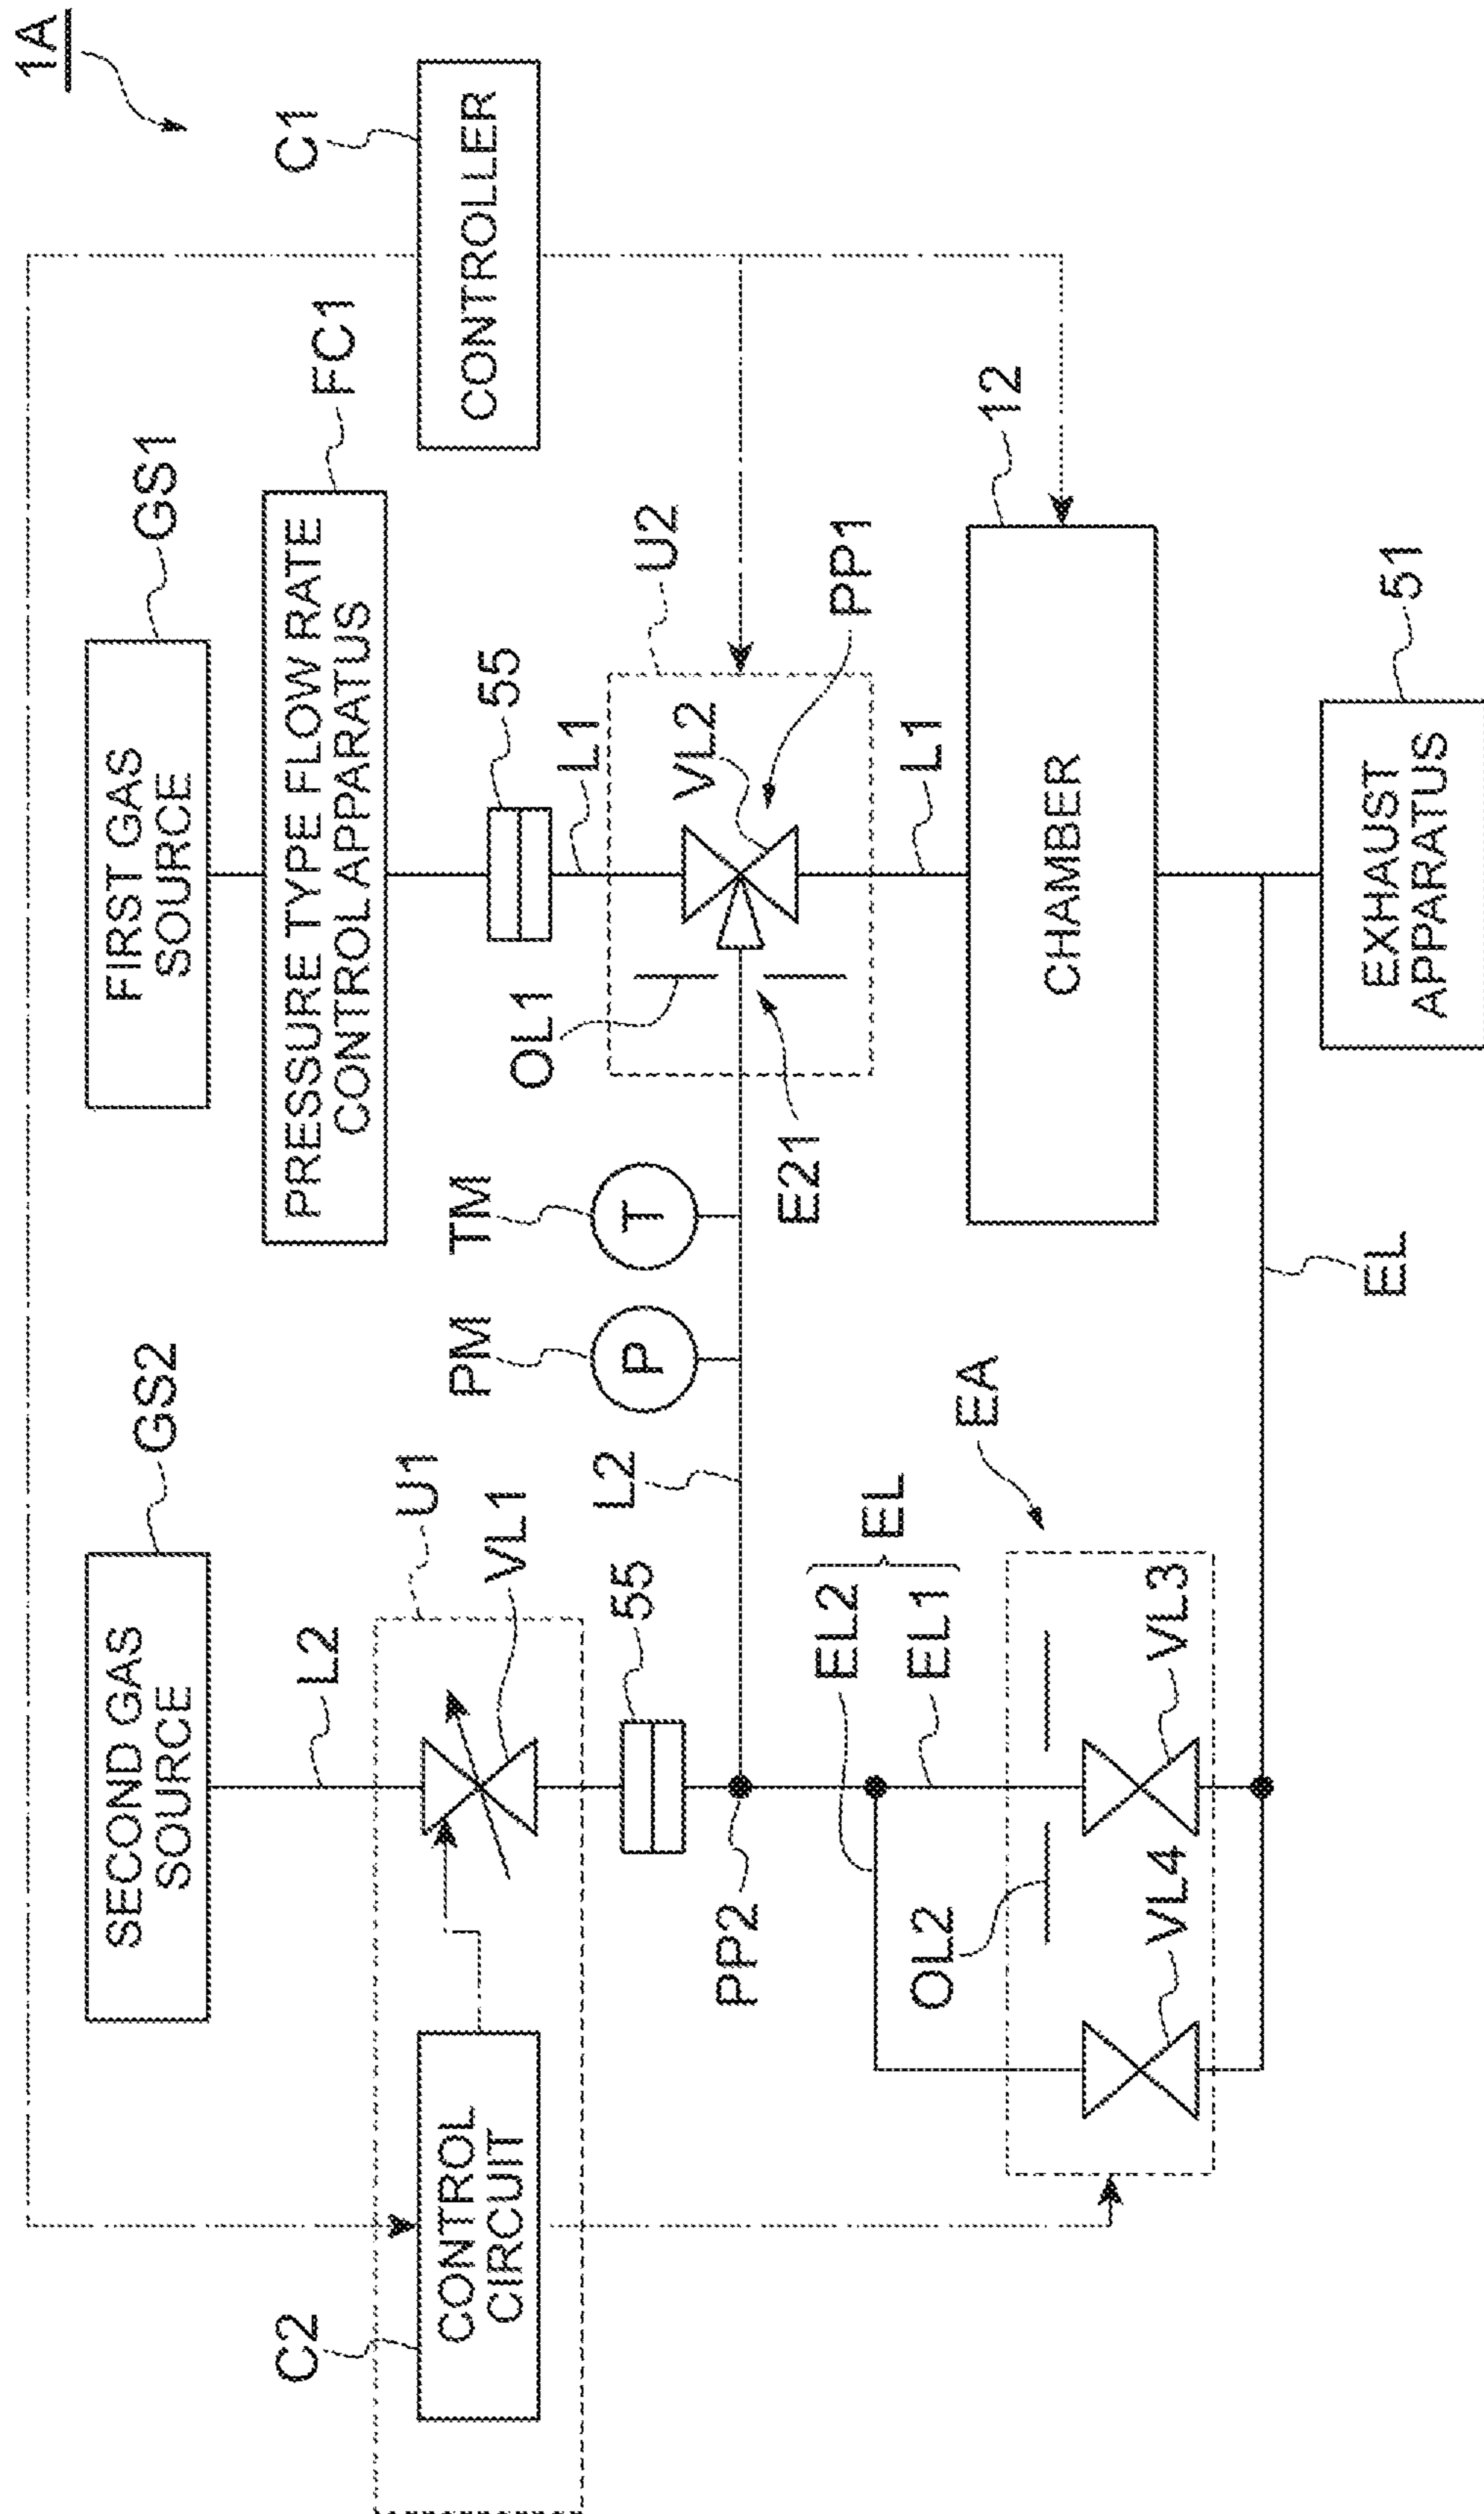 1A
SECOND GAS
SOURCE
GS2
FIRST GAS
SOURCE
GS1
C2
L2
PRESSURE TYPE FLOW RATE
CONTROL APPARATUS
FC1
C1
CONTROL
CIRCUIT
U1
VL1
PM
TM
55
CONTROLLER
55
L2
P
T
OL1
L1
U2
VL2
PP2
E21
PP1
EL2
EL1
EL
OL2
EA
L1
12
VL4
VL3
CHAMBER
EL
EXHAUST
APPARATUS
51